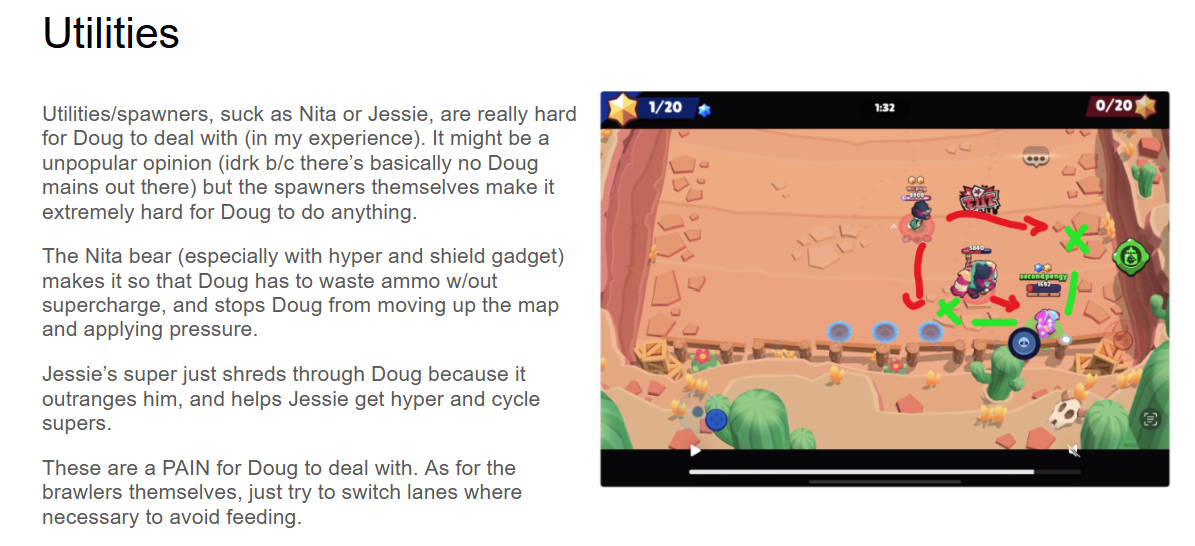 Utilities
Utilities/spawners, suck as Nita or Jessie, are really hard
for Doug to deal with (in my experience). It might be a
unpopular opinion (idrk b/c there's basically no Doug
mains out there) but the spawners themselves make it
extremely hard for Doug to do anything.
The Nita bear (especially with hyper and shield gadget)
makes it so that Doug has to waste ammo w/out
supercharge, and stops Doug from moving up the map
and applying pressure.
Jessie's super just shreds through Doug because it
outranges him, and helps Jessie get hyper and cycle
supers.
These are a PAIN for Doug to deal with. As for the
brawlers themselves, just try to switch lanes where
necessary to avoid feeding.
1/20
1:32
0/20